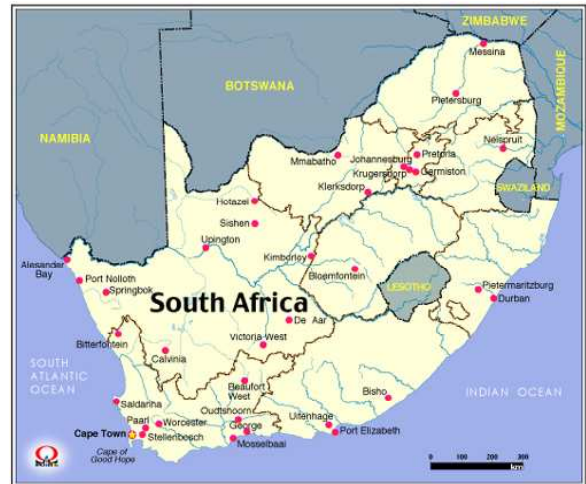 ZIMBABWE
Messina
BOTSWANA
MOZAMBIQUE
Pietersburg
NAMIBIA
Nelspruit
Mmabatho
Johannesburg
Pretoria
Krugersdorp
Germiston
Klerksdorp
SWAZILAND
Hotazel
Sishen
Upington
Kimberley
Alexander
Bay
Bloemfontein
Port Nolloth
LESOTHO
Springbok
Pietermaritzburg
Durban
South Africa
De Aar
Bitterfontein
Victoria West
Calvinia
SOUTH
ATLANTIC
OCEAN
Beaufort
West
Bisho
INDIAN OCEAN
Saldanha
Oudtshoorn
Paarl
Worcester
George
Uitenhage
Cape Town
Stellenbosch
Mosselbaai
Port Elizabeth
Cape of
Good Hope
0 100 200 300
km